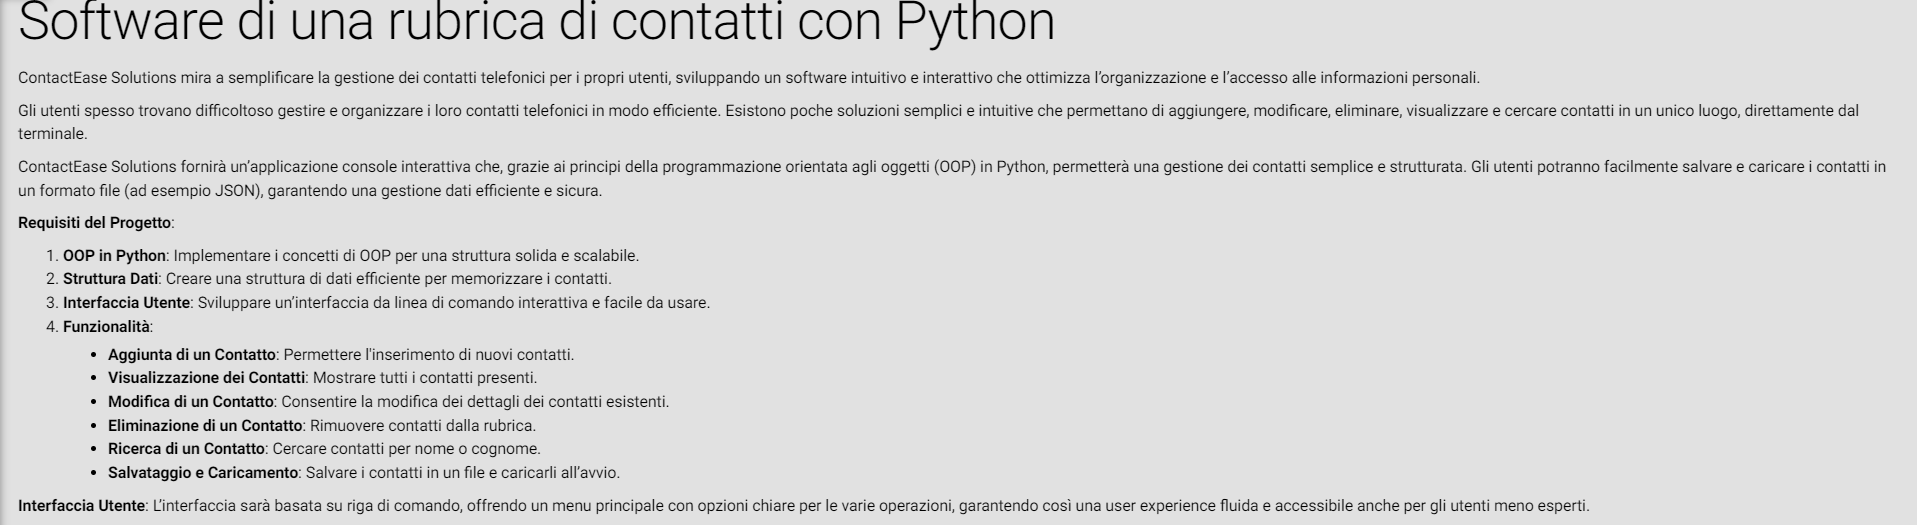 Software di una rubrica di contatti con Python
ContactEase Solutions mira a semplificare la gestione dei contatti telefonici per i propri utenti, sviluppando un software intuitivo e interattivo che ottimizza l’organizzazione e l’accesso alle informazioni personali.
Gli utenti spesso trovano difficoltoso gestire e organizzare i loro contatti telefonici in modo efficiente. Esistono poche soluzioni semplici e intuitive che permettano di aggiungere, modificare, eliminare, visualizzare e cercare contatti in un unico luogo, direttamente dal
terminale.
ContactEase Solutions fornirà un’applicazione console interattiva che, grazie ai principi della programmazione orientata agli oggetti (OOP) in Python, permetterà una gestione dei contatti semplice e strutturata. Gli utenti potranno facilmente salvare e caricare i contatti in
un formato file (ad esempio JSON), garantendo una gestione dati efficiente e sicura.
Requisiti del Progetto:
1. OOP in Python: Implementare i concetti di OOP per una struttura solida e scalabile.
2. Struttura Dati: Creare una struttura di dati efficiente per memorizzare i contatti.
3. Interfaccia Utente: Sviluppare un’interfaccia da linea di comando interattiva e facile da usare.
4. Funzionalità:
• Aggiunta di un Contatto: Permettere l'inserimento di nuovi contatti.
• Visualizzazione dei Contatti: Mostrare tutti i contatti presenti.
• Modifica di un Contatto: Consentire la modifica dei dettagli dei contatti esistenti.
• Eliminazione di un Contatto: Rimuovere contatti dalla rubrica.
• Ricerca di un Contatto: Cercare contatti per nome o cognome.
• Salvataggio e Caricamento: Salvare i contatti in un file e caricarli all’avvio.
Interfaccia Utente: L’interfaccia sarà basata su riga di comando, offrendo un menu principale con opzioni chiare per le varie operazioni, garantendo così una user experience fluida e accessibile anche per gli utenti meno esperti.